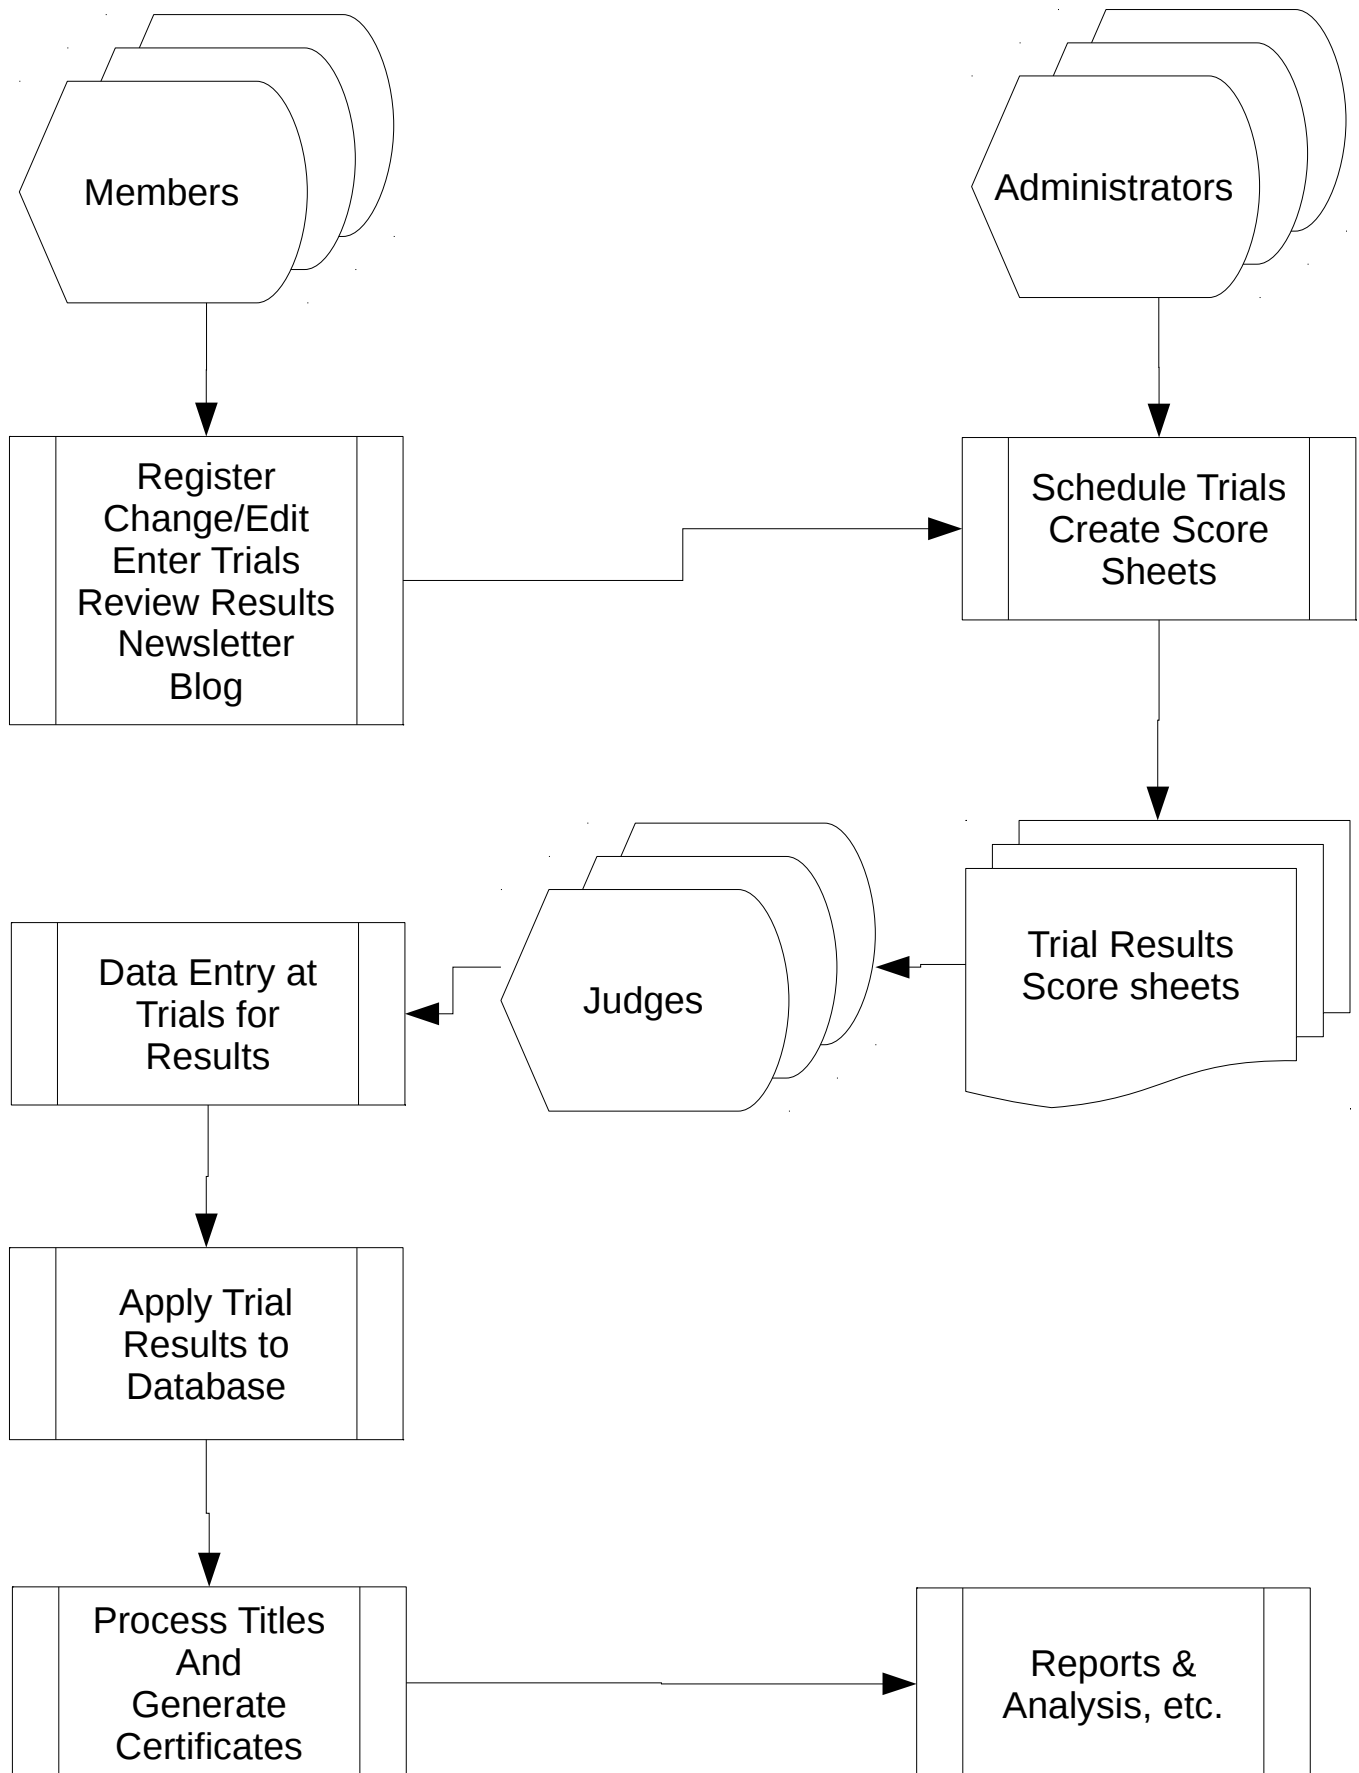 Members
Administrators
Register
Change/Edit
Enter Trials
Review Results
Newsletter
Blog
Schedule Trials
Create Score
Sheets
Trial Results
Score sheets
Judges
Data Entry at
Trials for
Results
Apply Trial
Results to
Database
Process Titles
And
Generate
Certificates
Reports &
Analysis, etc.